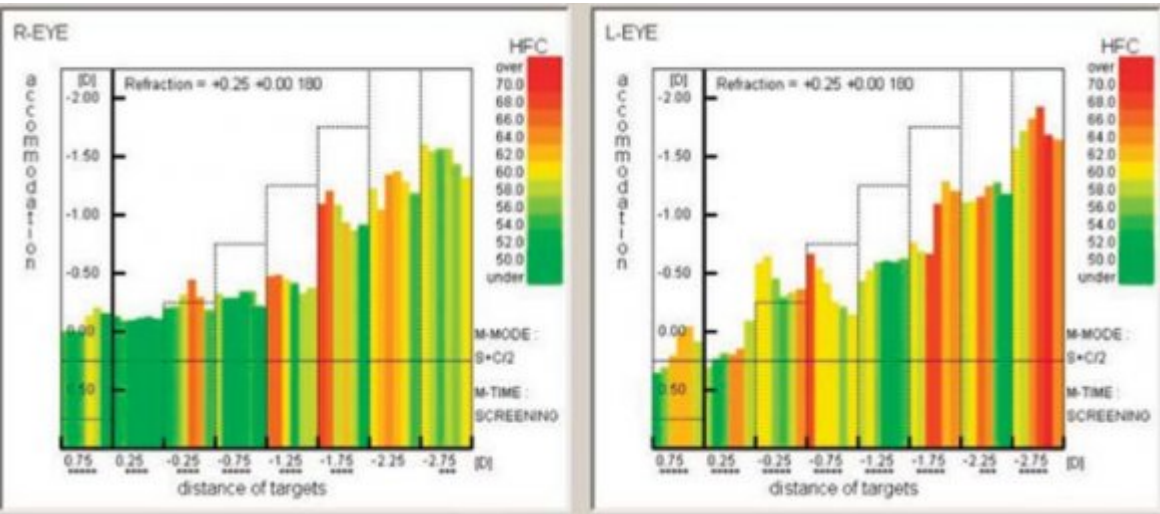 R-EYE
HFC
accommodation
[D]
Refraction = +0.25 +0.00 180
-2.00
-1.50
-1.00
-0.50
0.00
0.50
over
70.0
68.0
66.0
64.0
62.0
60.0
58.0
56.0
54.0
52.0
50.0
under
M-MODE :
S+C/2
M-TIME :
SCREENING
0.75 0.25 -0.25 -0.75 -1.25 -1.75 -2.25 -2.75 [D]
distance of targets
L-EYE
HFC
accommodation
[D]
Refraction = +0.25 +0.00 180
-2.00
-1.50
-1.00
-0.50
0.00
0.50
over
70.0
68.0
66.0
64.0
62.0
60.0
58.0
56.0
54.0
52.0
50.0
under
M-MODE :
S+C/2
M-TIME :
SCREENING
0.75 0.25 -0.25 -0.75 -1.25 -1.75 -2.25 -2.75 [D]
distance of targets